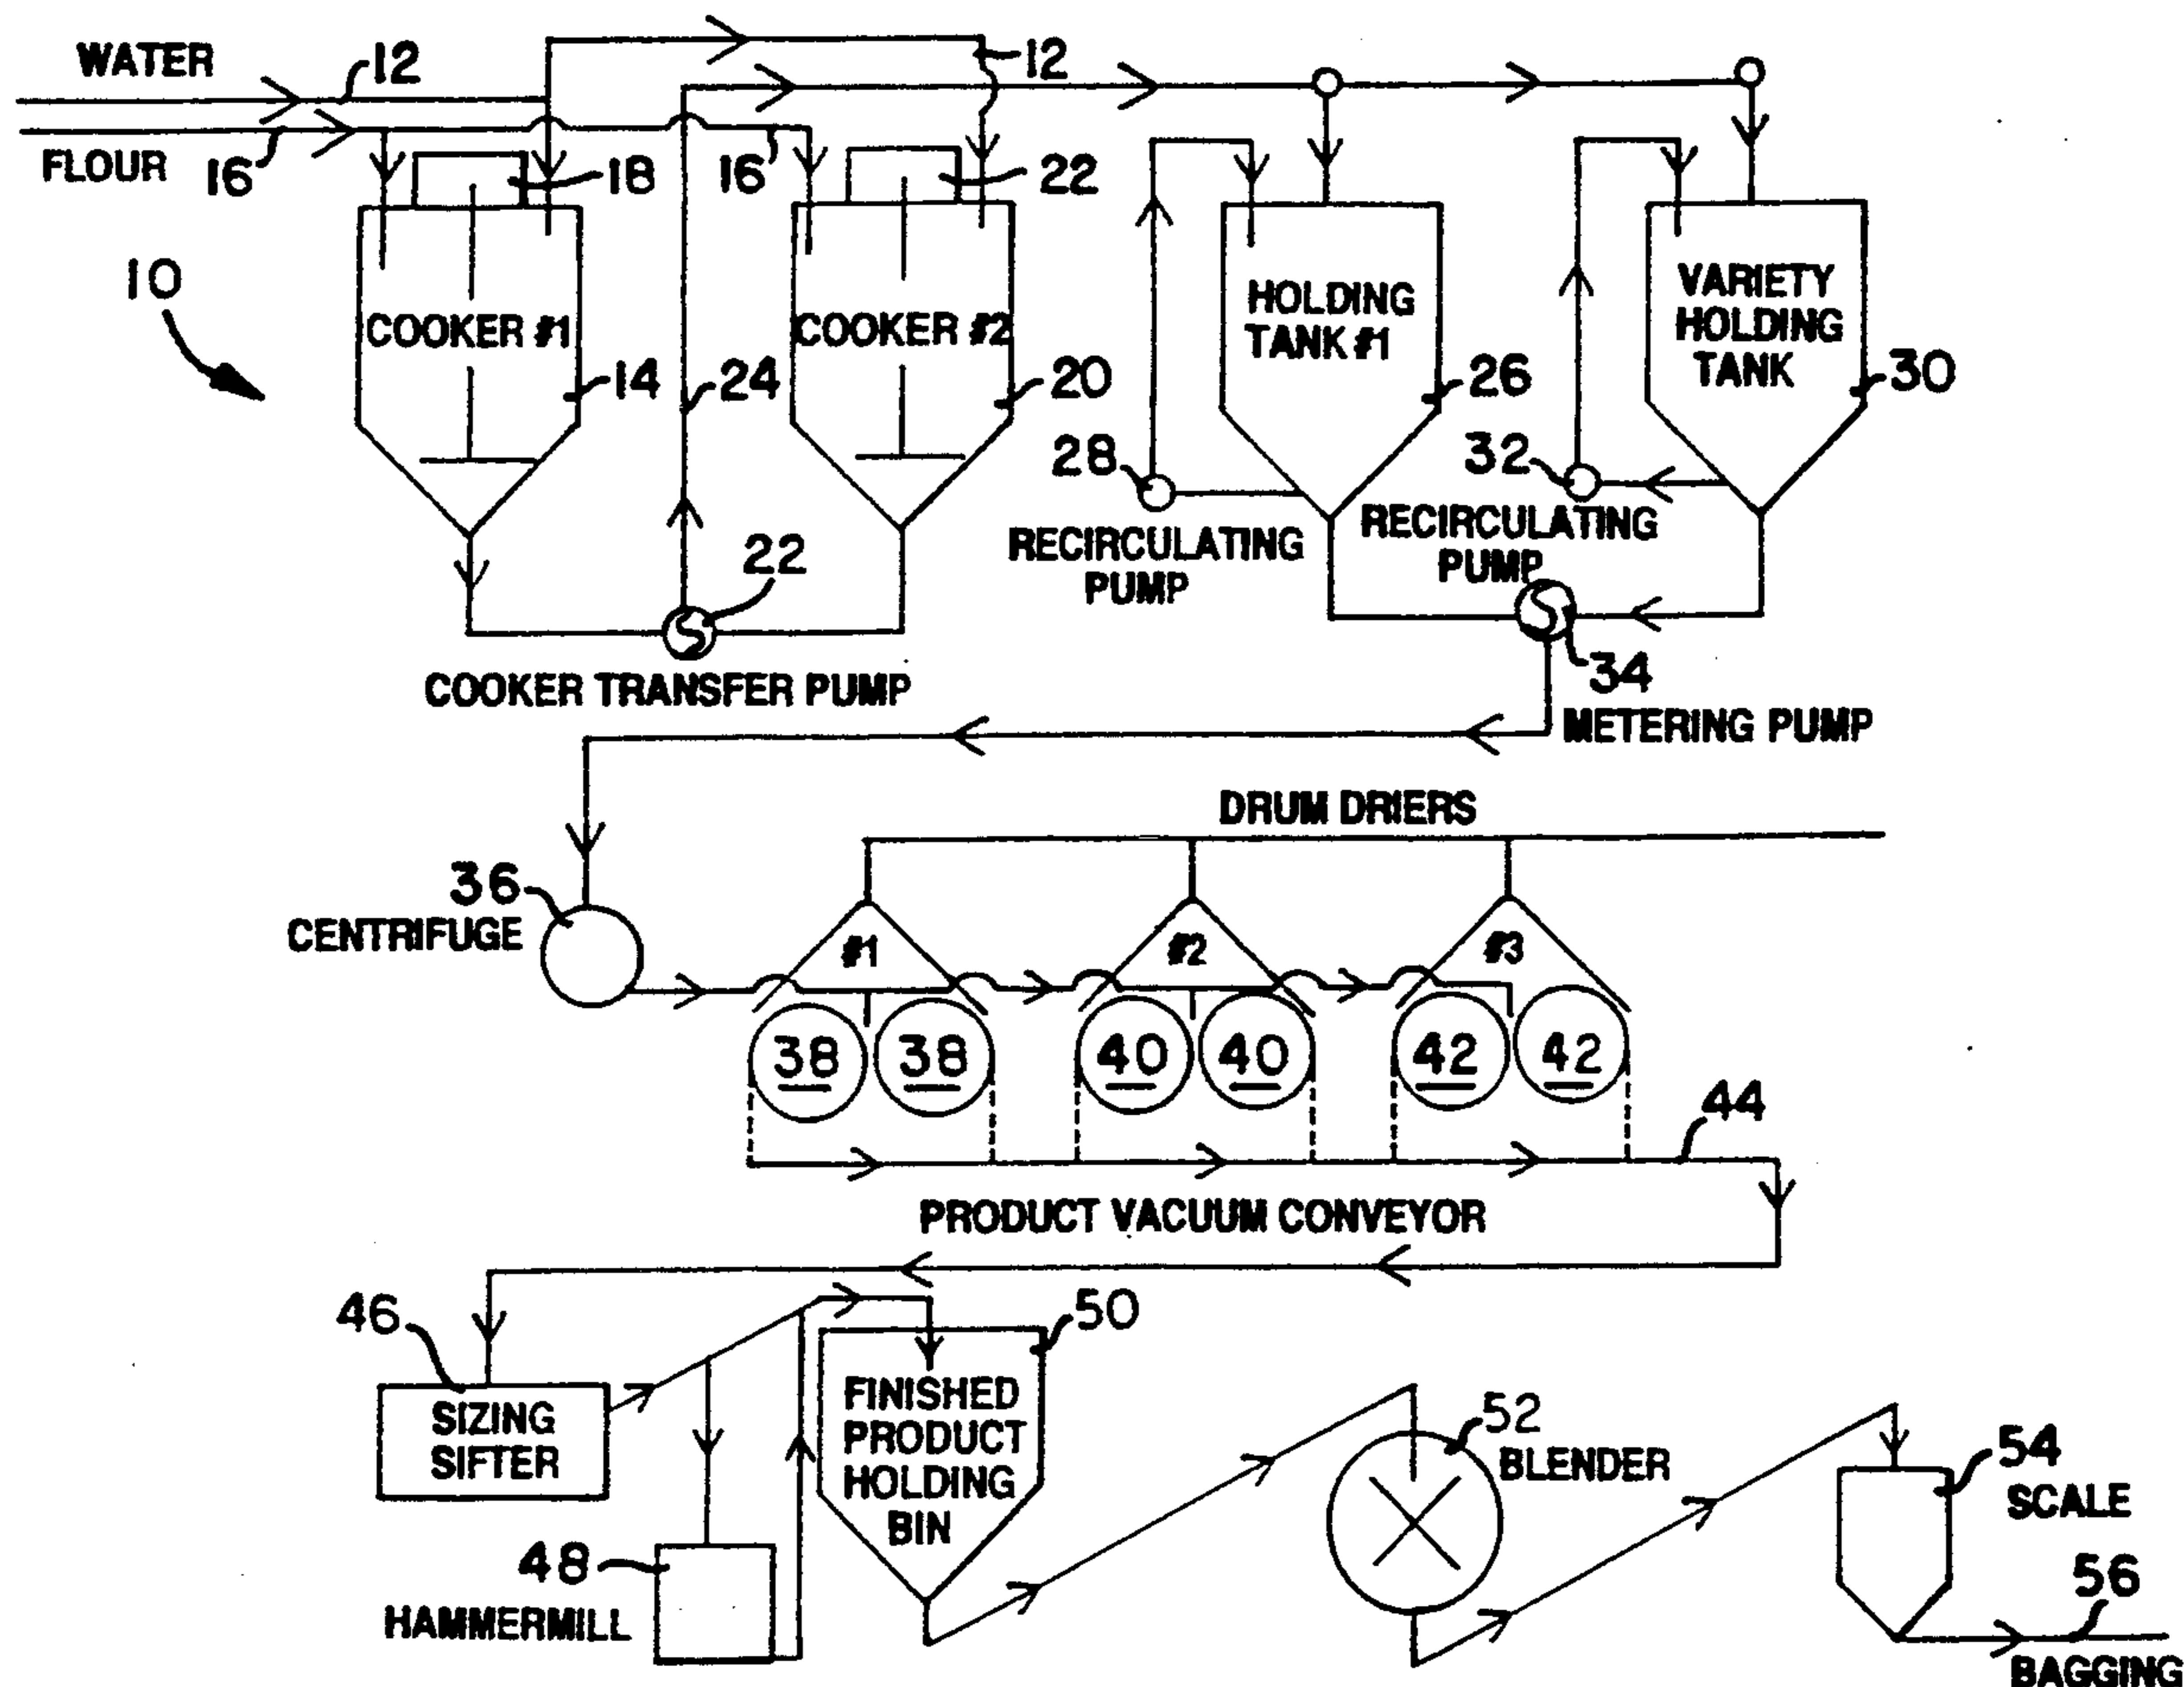 WATER
12
12
FLOUR
16
18
16
22
10
COOKER #1
COOKER #2
HOLDING
TANK #1
VARIETY
HOLDING
TANK
14
24
20
26
30
28
32
RECIRCULATING
PUMP
RECIRCULATING
PUMP
22
COOKER TRANSFER PUMP
34
METERING PUMP
DRUM DRIERS
36
CENTRIFUGE
#1
#2
#3
38
38
40
40
42
42
44
PRODUCT VACUUM CONVEYOR
46
50
SIZING
SIFTER
FINISHED
PRODUCT
HOLDING
BIN
52
BLENDER
54
SCALE
48
HAMMERMILL
56
BAGGING